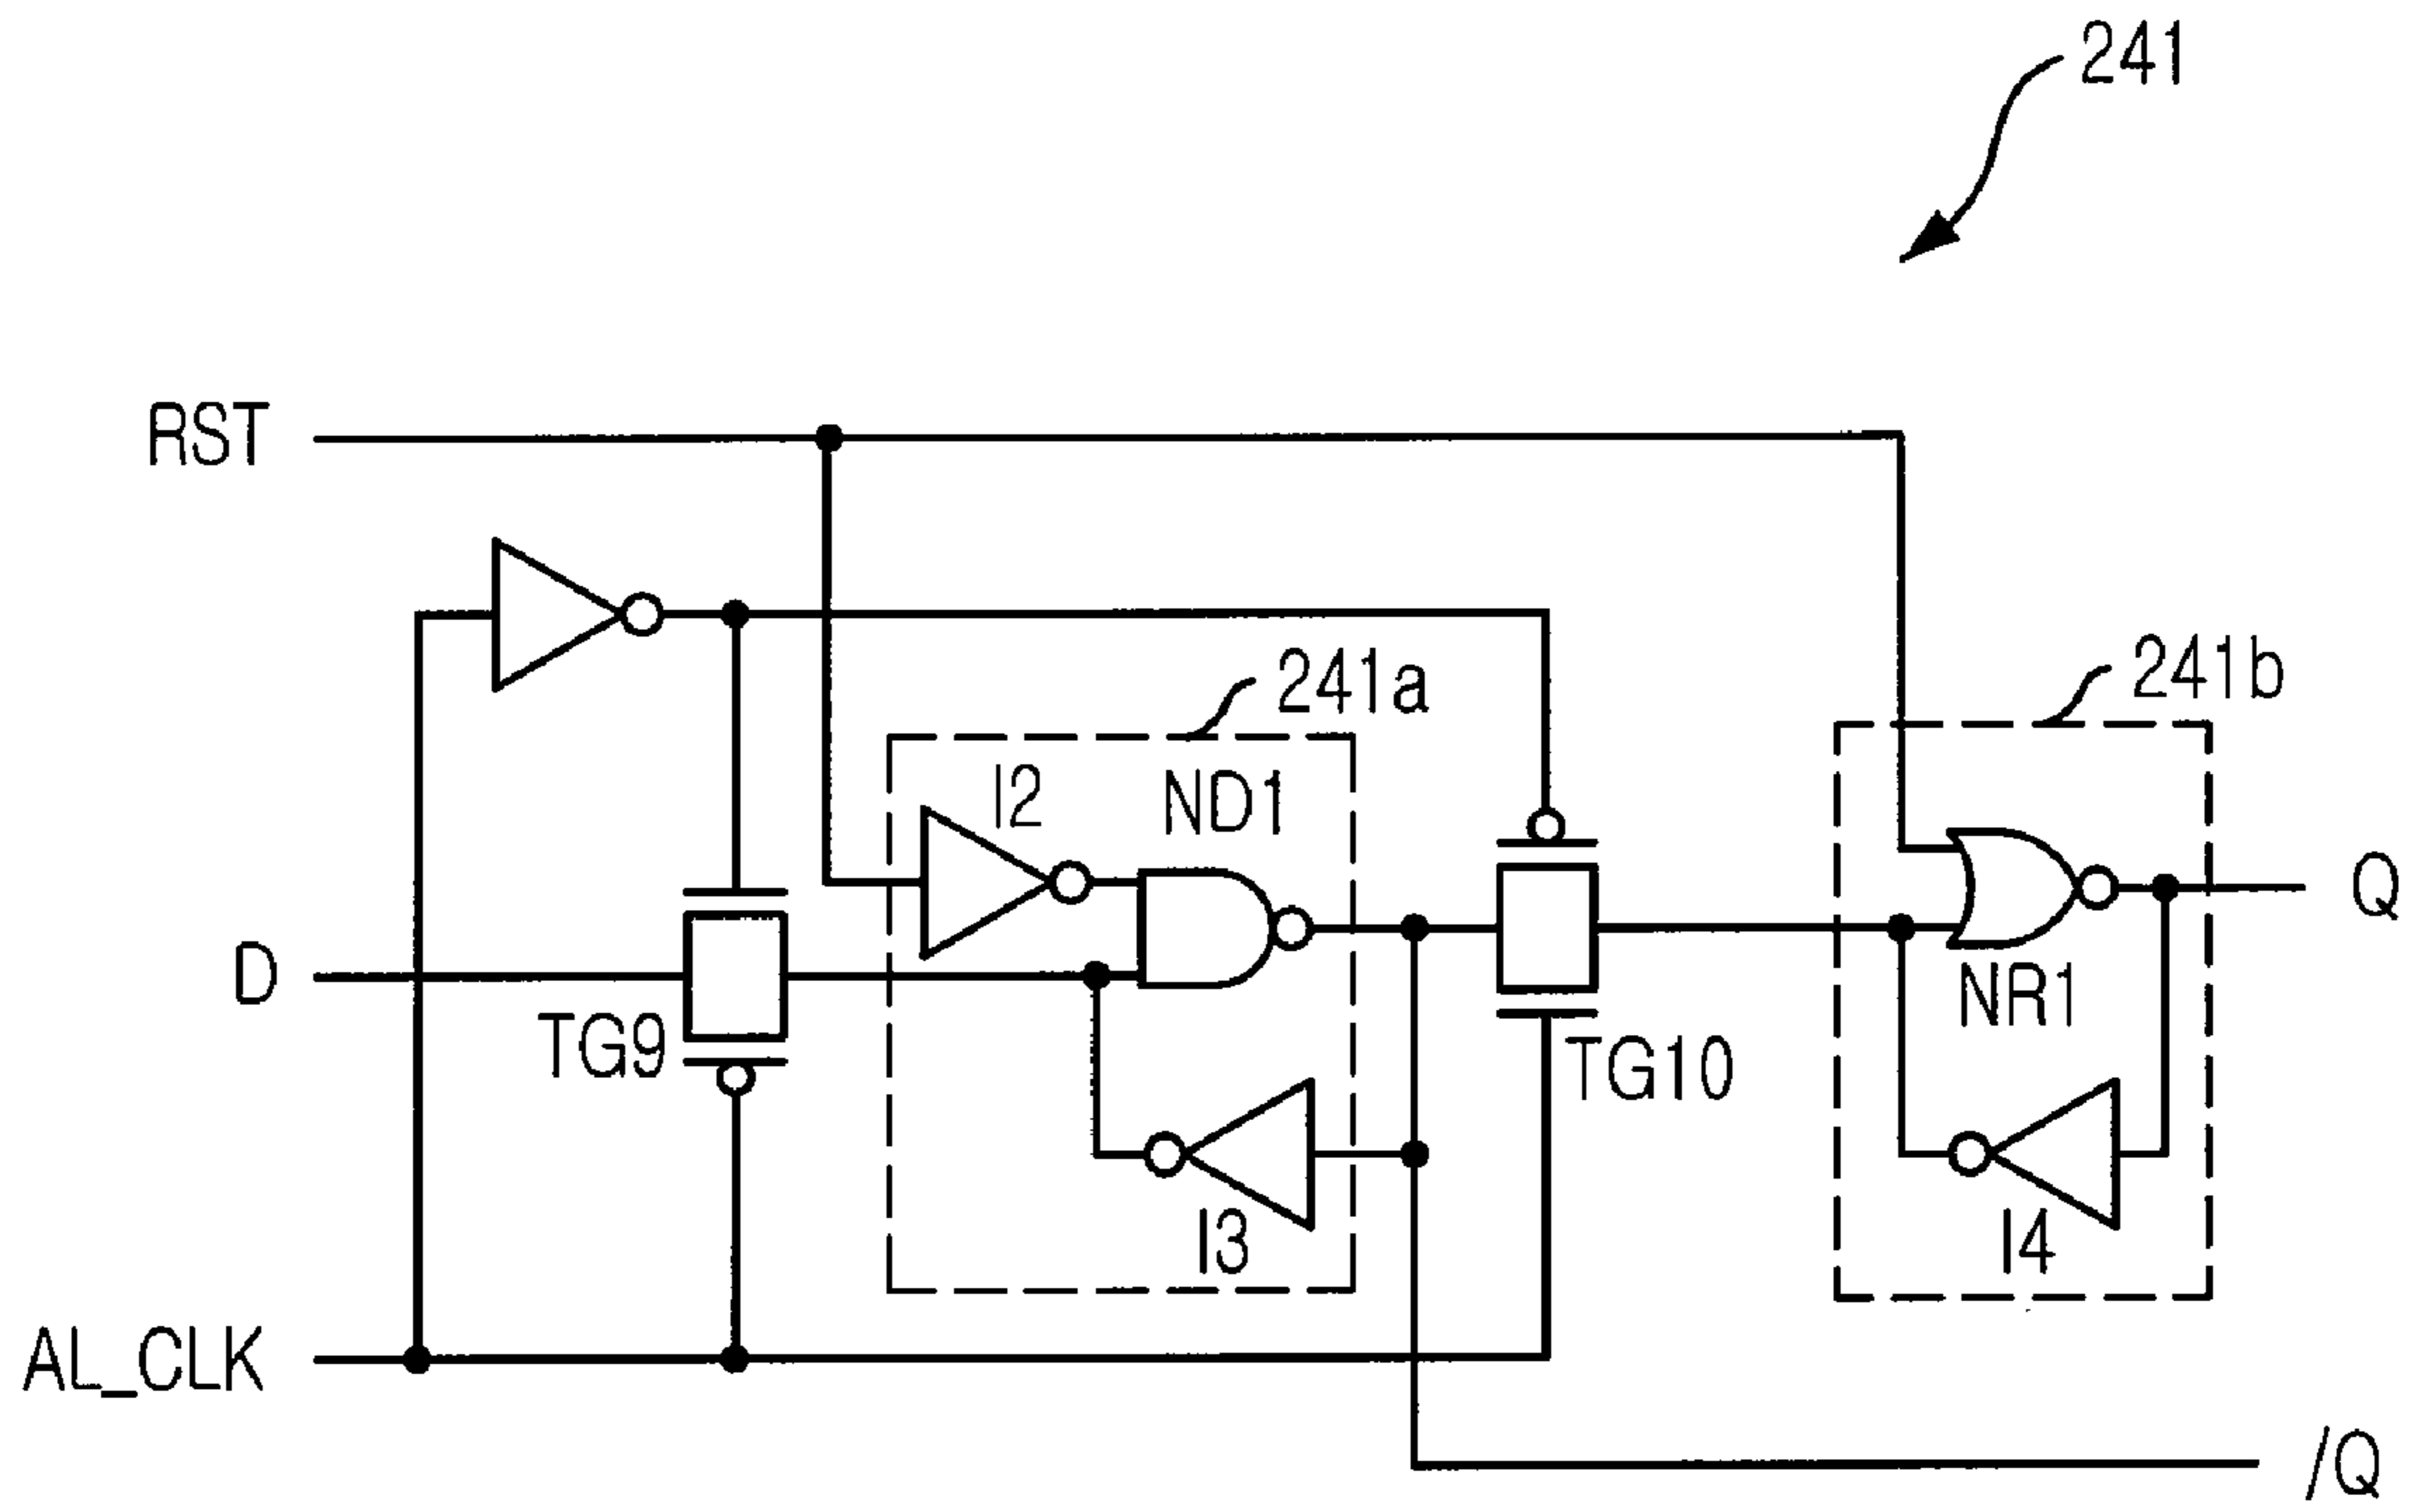 241
RST
241a
241b
I2
ND1
Q
D
NR1
TG9
TG10
I3
I4
AL_CLK
/Q